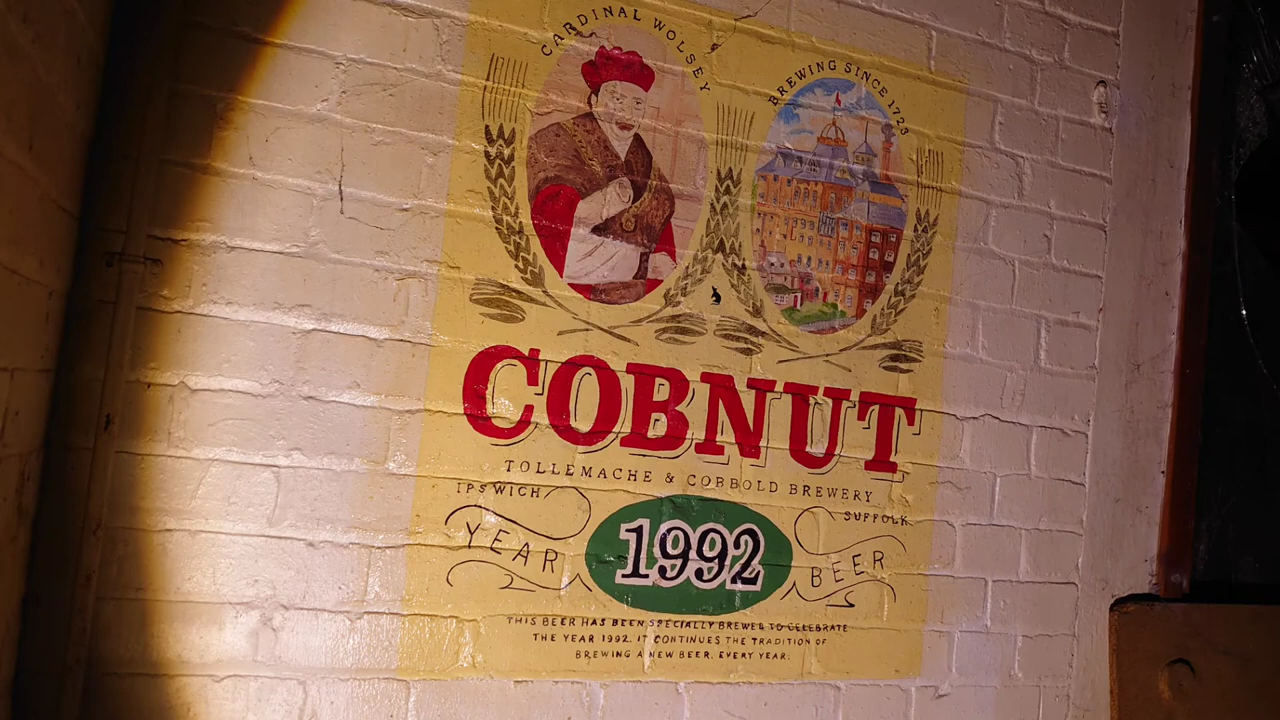 CARDINAL WOLSEY
BREWING SINCE 1723
COBNUT
TOLLEMACHE & COBBOLD BREWERY
IPSWICH
SUFFOLK
YEAR
1992
BEER
THIS BEER HAS BEEN SPECIALLY BREWED TO CELEBRATE
THE YEAR 1992. IT CONTINUES THE TRADITION OF
BREWING A NEW BEER, EVERY YEAR.